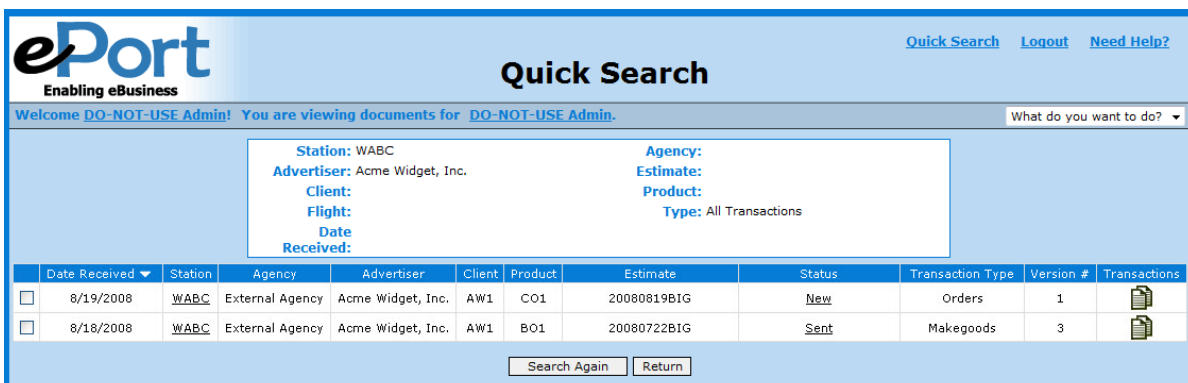 ePort
Enabling eBusiness
Quick Search Logout Need Help?
Quick Search
Welcome DO-NOT-USE Admin! You are viewing documents for DO-NOT-USE Admin.
What do you want to do?
Station: WABC Agency:
Advertiser: Acme Widget, Inc. Estimate:
Client: Product:
Flight: Type: All Transactions
Date
Received:
Date Received Station Agency Advertiser Client Product Estimate Status Transaction Type Version # Transactions
8/19/2008 WABC External Agency Acme Widget, Inc. AW1 CO1 20080819BIG New Orders 1
8/18/2008 WABC External Agency Acme Widget, Inc. AW1 BO1 20080722BIG Sent Makegoods 3
Search Again Return